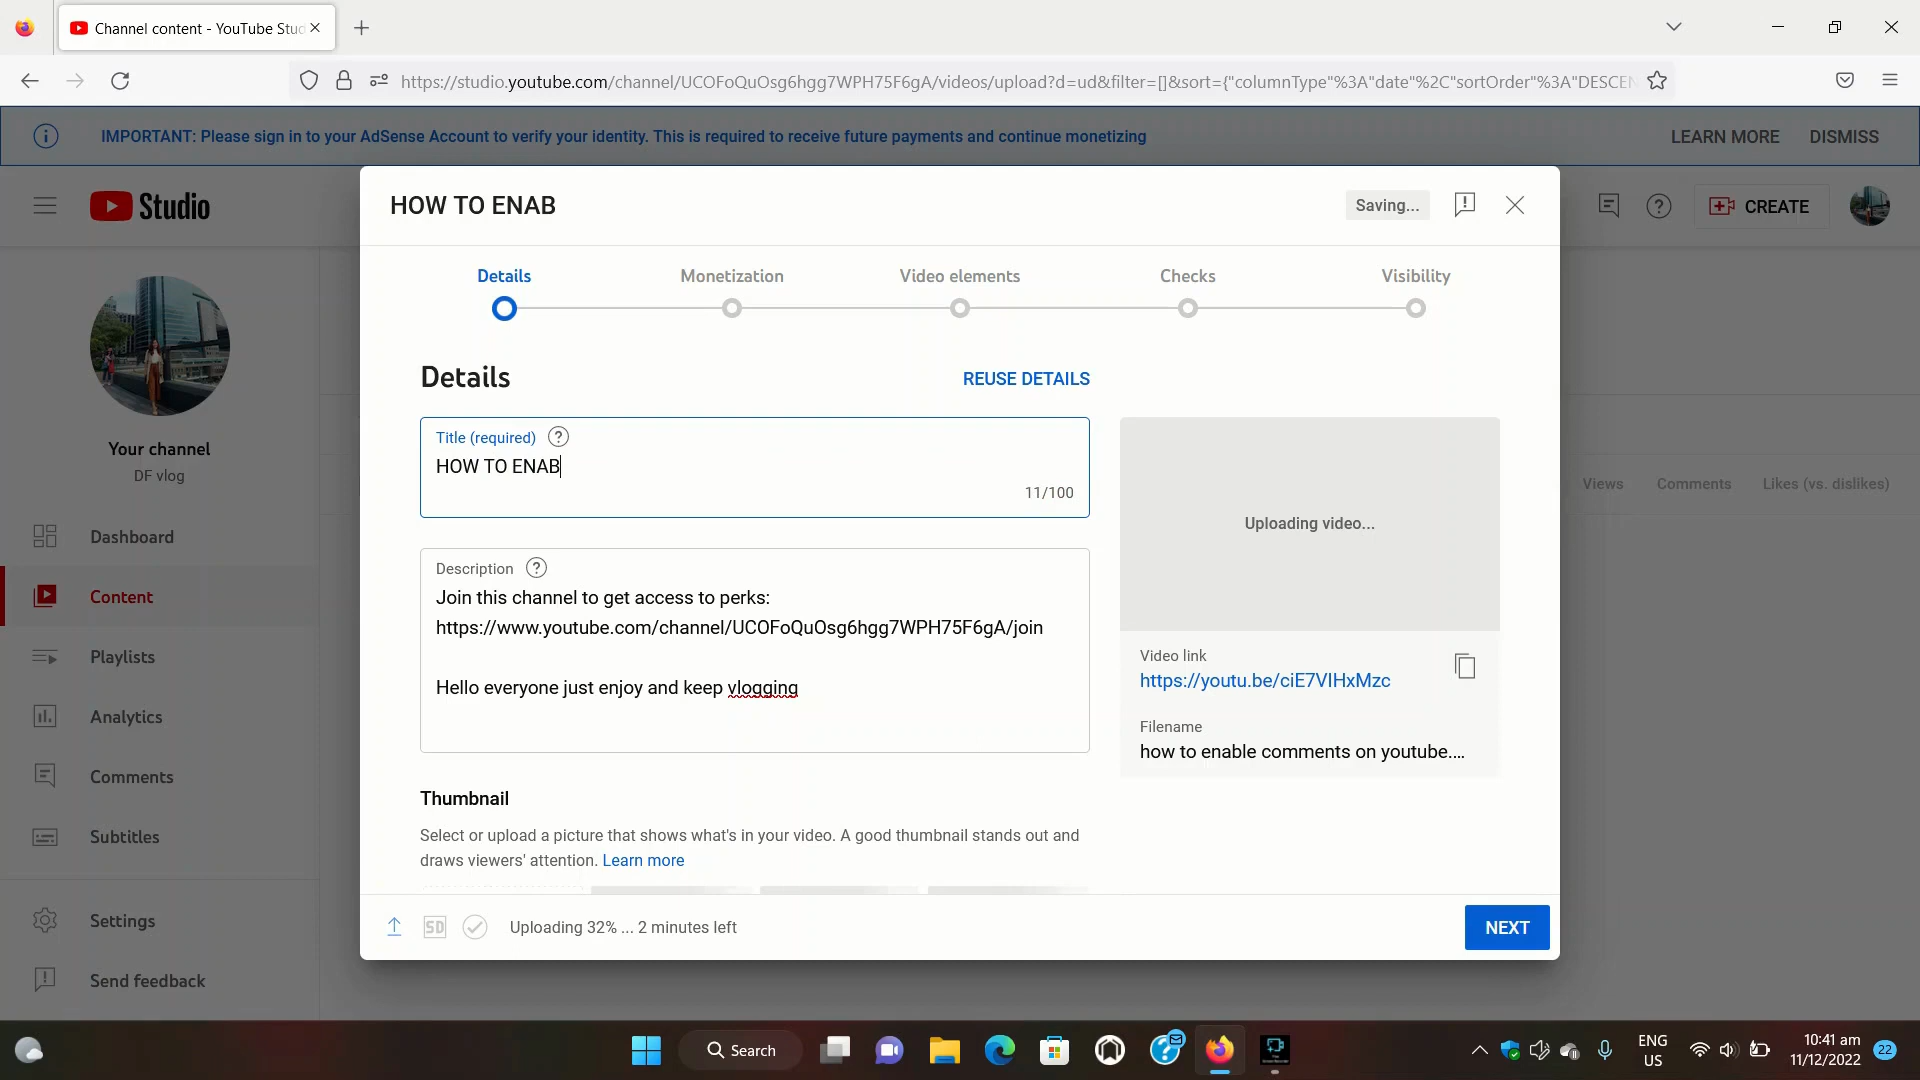 Channel content - YouTube Stud
https://studio.youtube.com/channel/UCOFoQuOsg6hgg7WPH75F6gA/videos/upload?d=ud&filter=[]&sort={"columnType"%3A"date"%2C"sortOrder"%3A"DESCEN
IMPORTANT: Please sign in to your AdSense Account to verify your identity. This is required to receive future payments and continue monetizing
LEARN MORE
DISMISS
Studio
CREATE
HOW TO ENAB
Saving...
Details
Monetization
Video elements
Checks
Visibility
Details
REUSE DETAILS
Title (required)
HOW TO ENAB
11/100
Description
Join this channel to get access to perks:
https://www.youtube.com/channel/UCOFoQuOsg6hgg7WPH75F6gA/join
Hello everyone just enjoy and keep vlogging
Uploading video...
Video link
https://youtu.be/ciE7VIHxMzc
Filename
how to enable comments on youtube....
Thumbnail
Select or upload a picture that shows what's in your video. A good thumbnail stands out and
draws viewers' attention. Learn more
SD
Uploading 32% ... 2 minutes left
NEXT
Your channel
DF vlog
Dashboard
Content
Playlists
Analytics
Comments
Subtitles
Settings
Send feedback
Views
Comments
Likes (vs. dislikes)
Search
ENG
US
10:41 am
11/12/2022
22